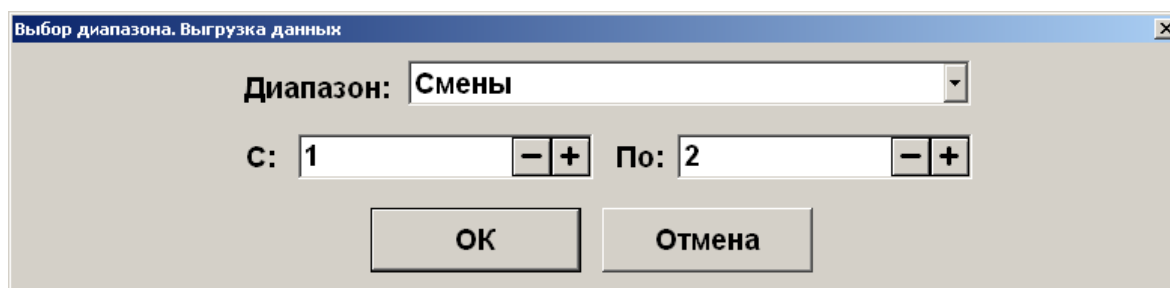 Выбор диапазона. Выгрузка данных
Диапазон: Смены
С: 1 По: 2
ОК Отмена